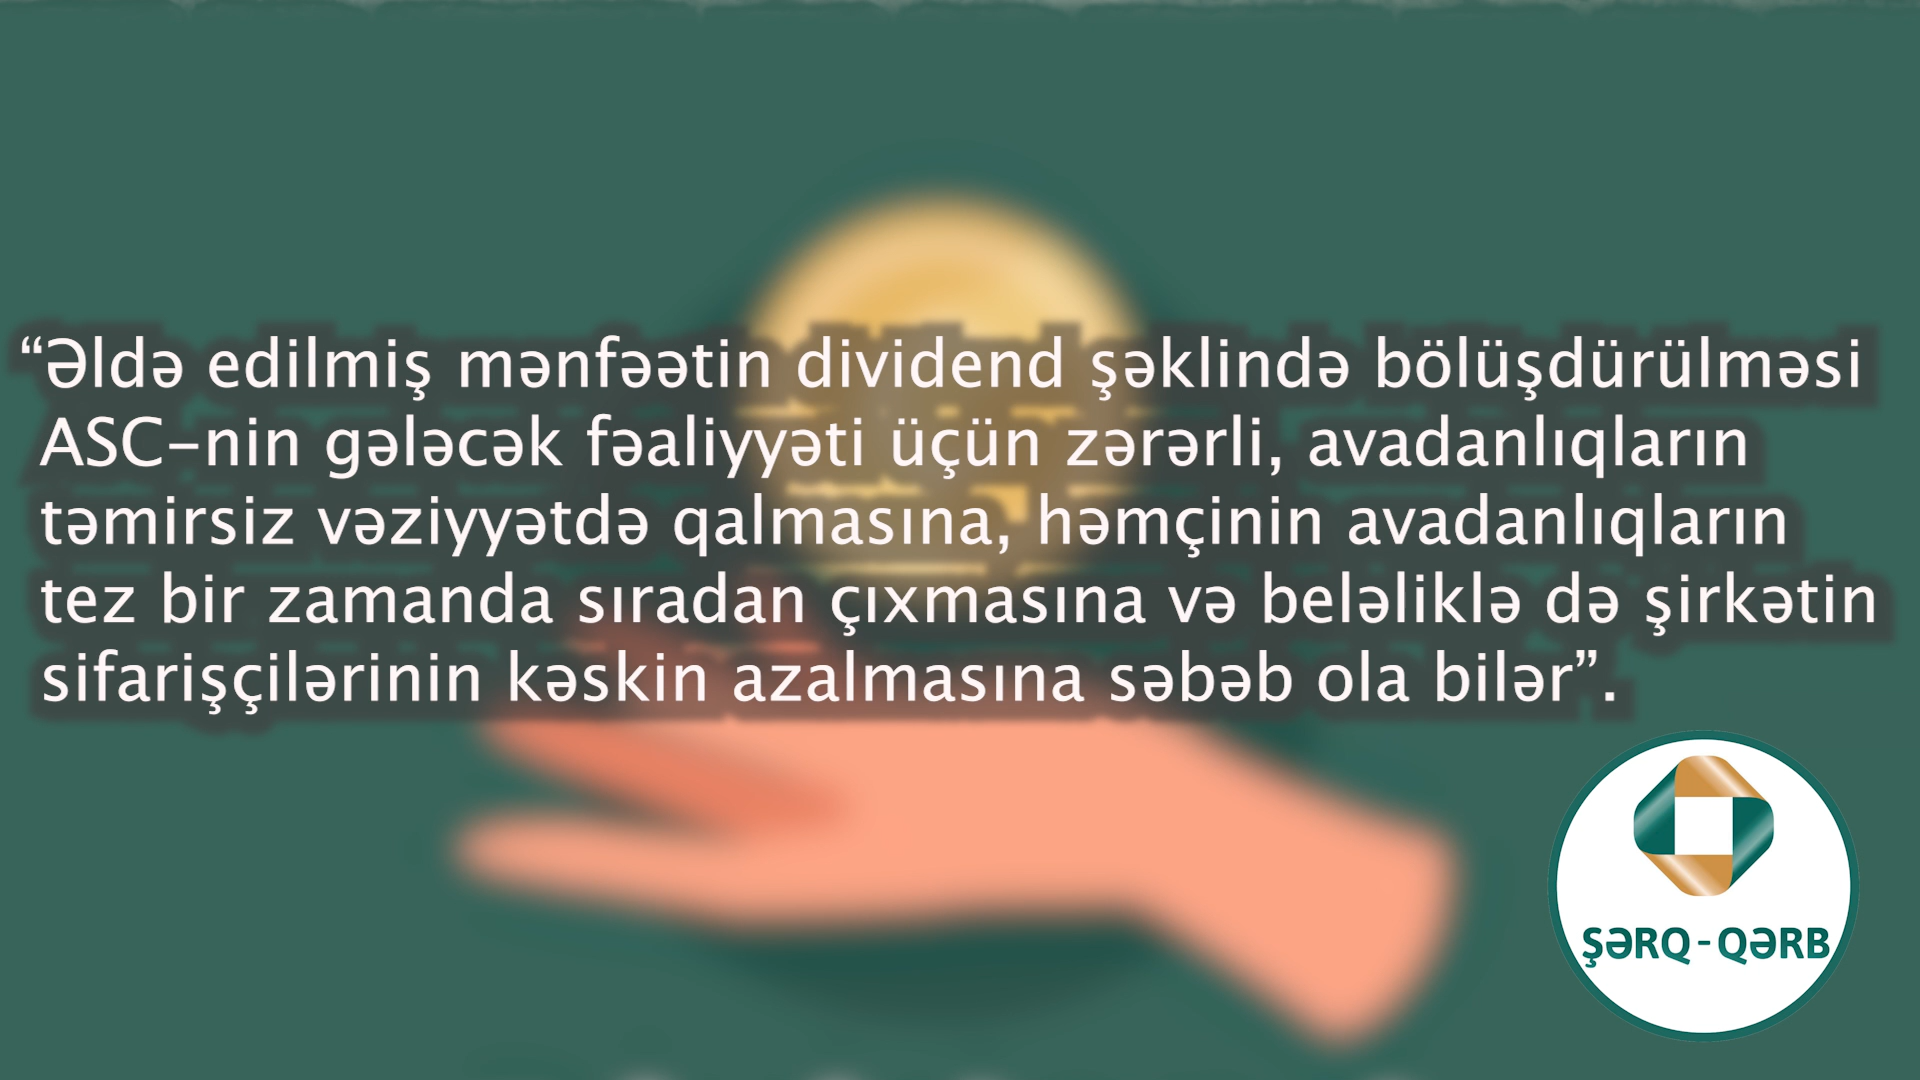 “Əldə edilmiş mənfəətin dividend şəklində bölüşdürülməsi
ASC-nin gələcək fəaliyyəti üçün zərərli, avadanlıqların
təmirsiz vəziyyətdə qalmasına, həmçinin avadanlıqların
tez bir zamanda sıradan çıxmasına və beləliklə də şirkətin
sifarişçilərinin kəskin azalmasına səbəb ola bilər”.
ŞƏRQ-QƏRB